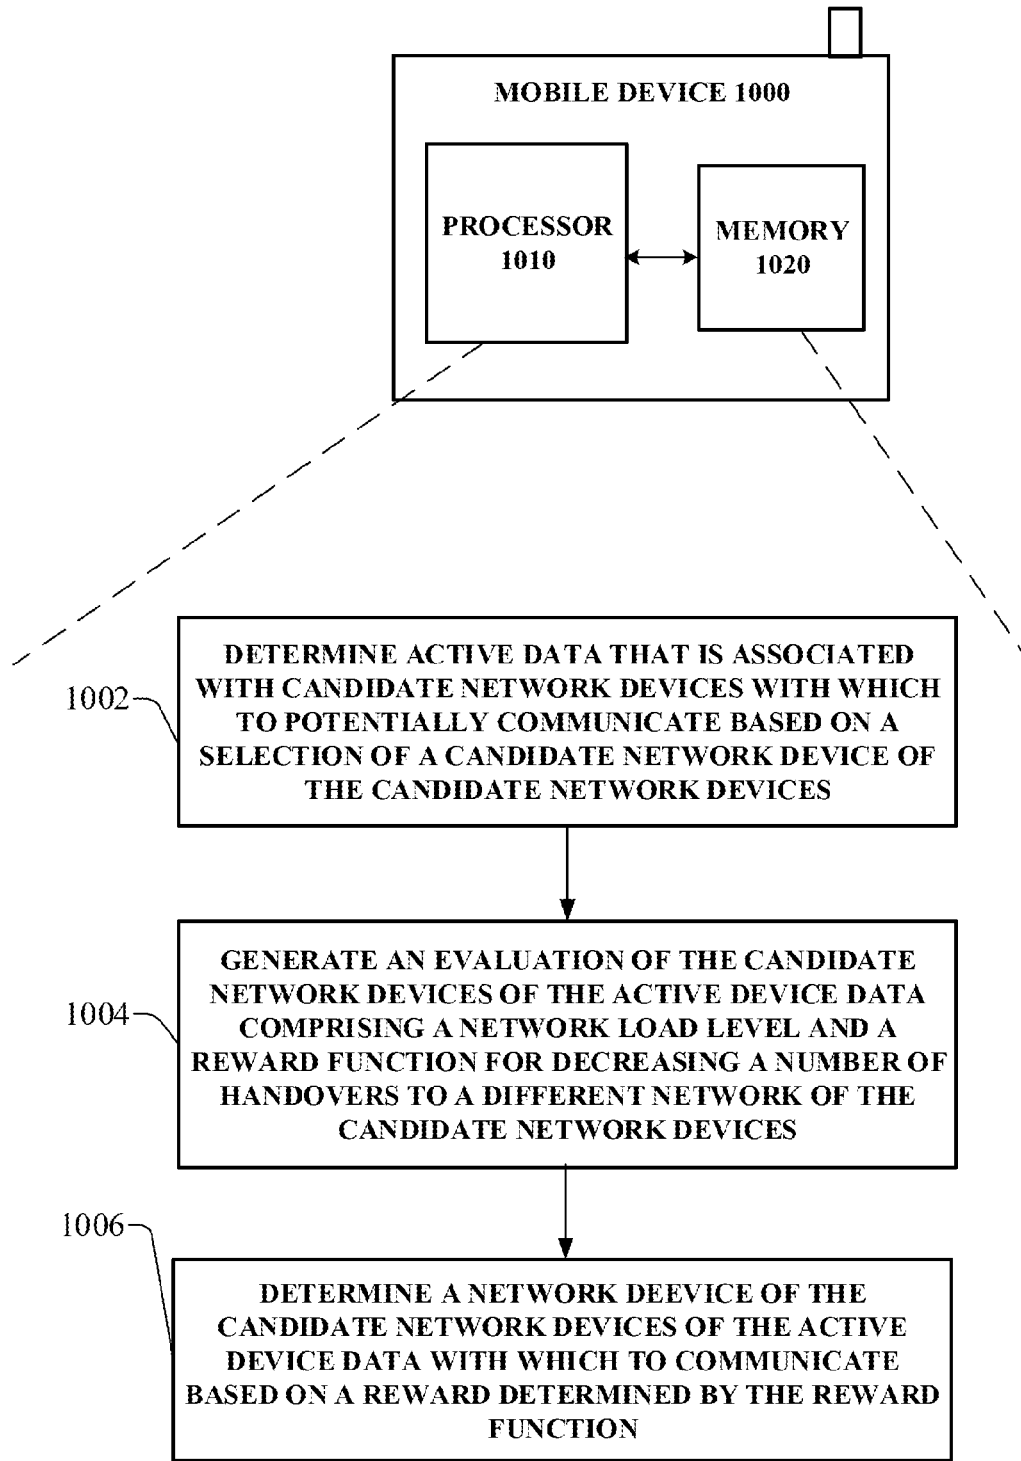 MOBILE DEVICE 1000
PROCESSOR
1010
MEMORY
1020
1002
DETERMINE ACTIVE DATA THAT IS ASSOCIATED
WITH CANDIDATE NETWORK DEVICES WITH WHICH
TO POTENTIALLY COMMUNICATE BASED ON A
SELECTION OF A CANDIDATE NETWORK DEVICE OF
THE CANDIDATE NETWORK DEVICES
1004
GENERATE AN EVALUATION OF THE CANDIDATE
NETWORK DEVICES OF THE ACTIVE DEVICE DATA
COMPRISING A NETWORK LOAD LEVEL AND A
REWARD FUNCTION FOR DECREASING A NUMBER OF
HANDOVERS TO A DIFFERENT NETWORK OF THE
CANDIDATE NETWORK DEVICES
1006
DETERMINE A NETWORK DEEVICE OF THE
CANDIDATE NETWORK DEVICES OF THE ACTIVE
DEVICE DATA WITH WHICH TO COMMUNICATE
BASED ON A REWARD DETERMINED BY THE REWARD
FUNCTION